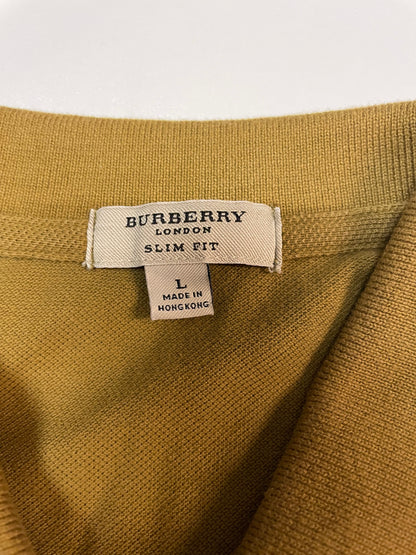 BURBERRY
LONDON
SLIM FIT
L
MADE IN
HONGKONG